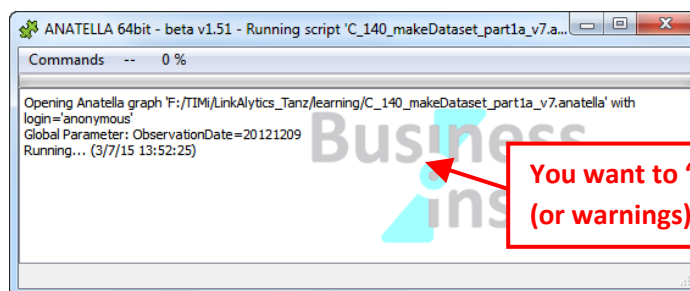 ANATELLA 64bit - beta v1.51 - Running script 'C_140_makeDataset_part1a_v7.a...
Commands -- 0 %
Opening Anatella graph 'F:/TIMi/LinkAlytics_Tanz/learning/C_140_makeDataset_part1a_v7.anatella' with
login='anonymous'
Global Parameter: ObservationDate=20121209
Running... (3/7/15 13:52:25)
Business
ins
You want to “
(or warnings)